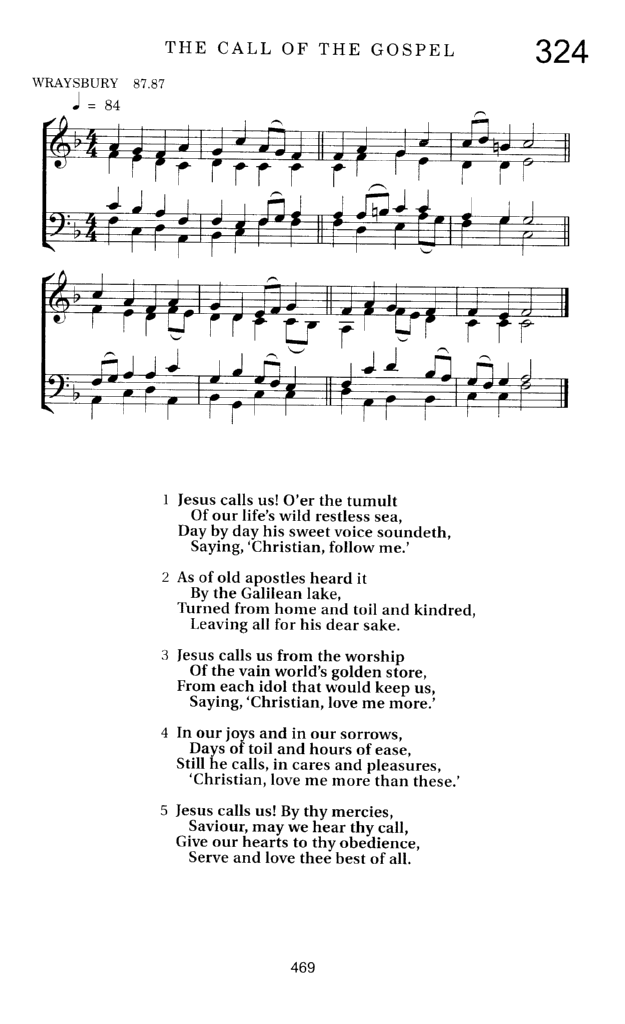 THE CALL OF THE GOSPEL
324
WRAYSBURY 87.87
♩ = 84
1 Jesus calls us! O’er the tumult
Of our life’s wild restless sea,
Day by day his sweet voice soundeth,
Saying, ‘Christian, follow me.’
2 As of old apostles heard it
By the Galilean lake,
Turned from home and toil and kindred,
Leaving all for his dear sake.
3 Jesus calls us from the worship
Of the vain world’s golden store,
From each idol that would keep us,
Saying, ‘Christian, love me more.’
4 In our joys and in our sorrows,
Days of toil and hours of ease,
Still he calls, in cares and pleasures,
‘Christian, love me more than these.’
5 Jesus calls us! By thy mercies,
Saviour, may we hear thy call,
Give our hearts to thy obedience,
Serve and love thee best of all.
469